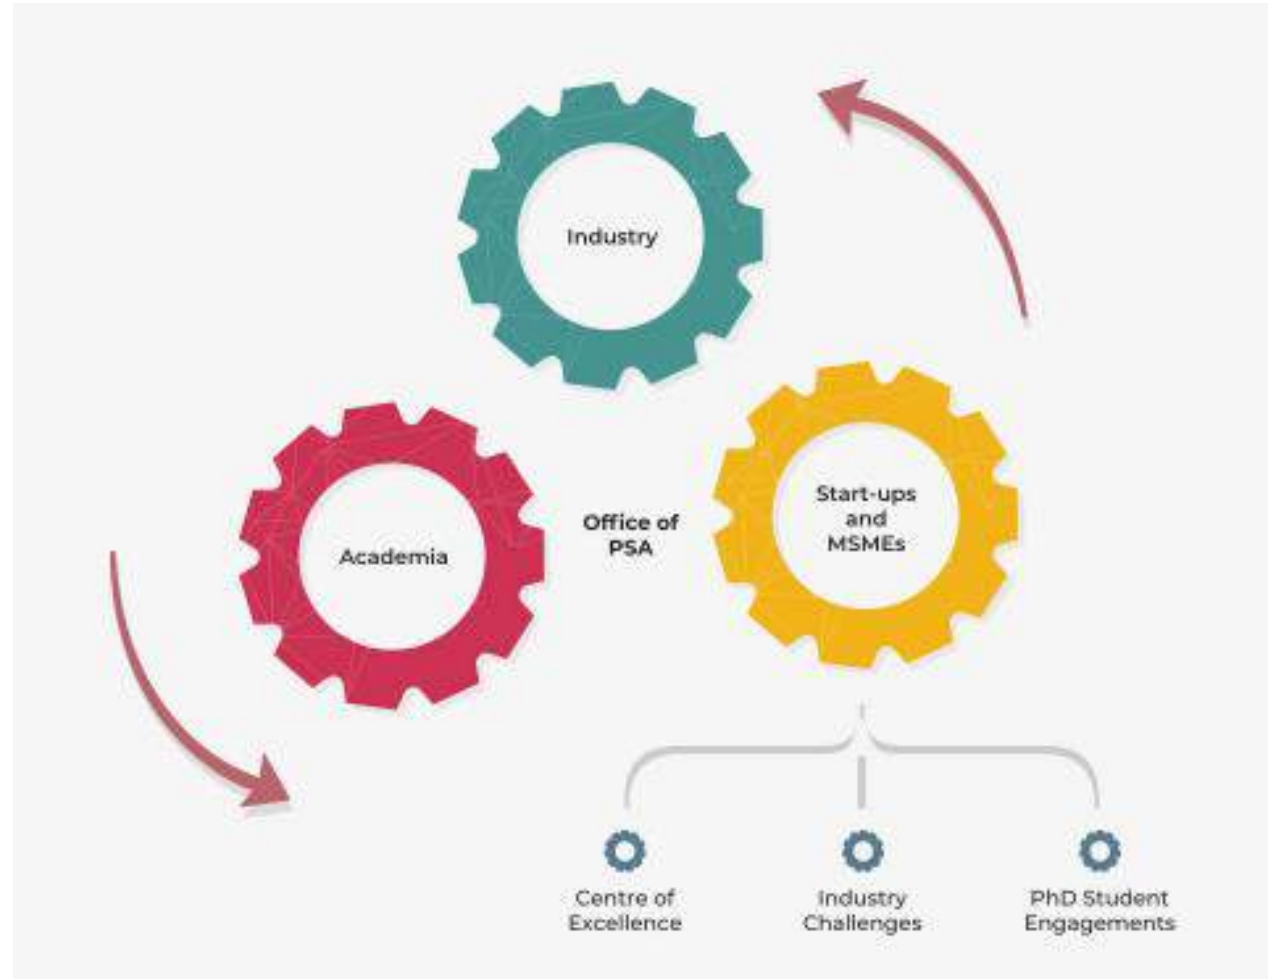 Industry
Academia
Office of
PSA
Start-ups
and
MSMEs
Centre of
Excellence
Industry
Challenges
PhD Student
Engagements